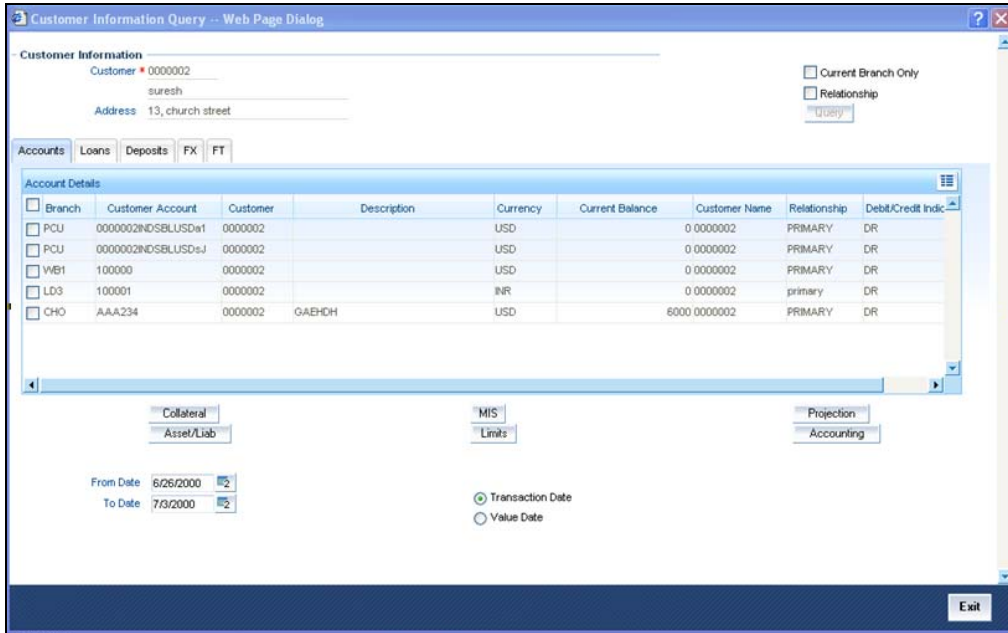 Customer Information Query -- Web Page Dialog
Customer Information
Customer * 0000002
suresh
Address 13, church street
Current Branch Only
Relationship
Query
Accounts Loans Deposits FX FT
Account Details
Branch Customer Account Customer Description Currency Current Balance Customer Name Relationship Debit/Credit Indic
PCU 0000002INDSBLUSDa1 0000002 USD 0 0000002 PRIMARY DR
PCU 0000002INDSBLUSDsJ 0000002 USD 0 0000002 PRIMARY DR
WB1 100000 0000002 USD 0 0000002 PRIMARY DR
LD3 100001 0000002 INR 0 0000002 primary DR
CHO AAA234 0000002 GAEHDH USD 6000 0000002 PRIMARY DR
Collateral MIS Projection
Asset/Liab Limits Accounting
From Date 6/26/2000
To Date 7/3/2000
Transaction Date
Value Date
Exit